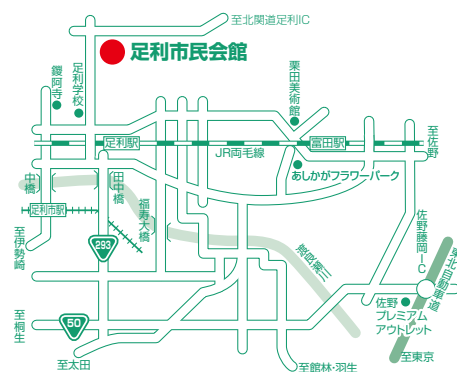 至北関道足利IC
足利市民会館
鑁阿寺
足利学校
栗田美術館
足利駅
JR両毛線
富田駅
至佐野
あしかがフラワーパーク
中橋
田中橋
福寿大橋
足利市駅
至伊勢崎
293
渡良瀬川
佐野藤岡IC
東北自動車道
至桐生
50
佐野
プレミアム
アウトレット
至太田
至館林・羽生
至東京